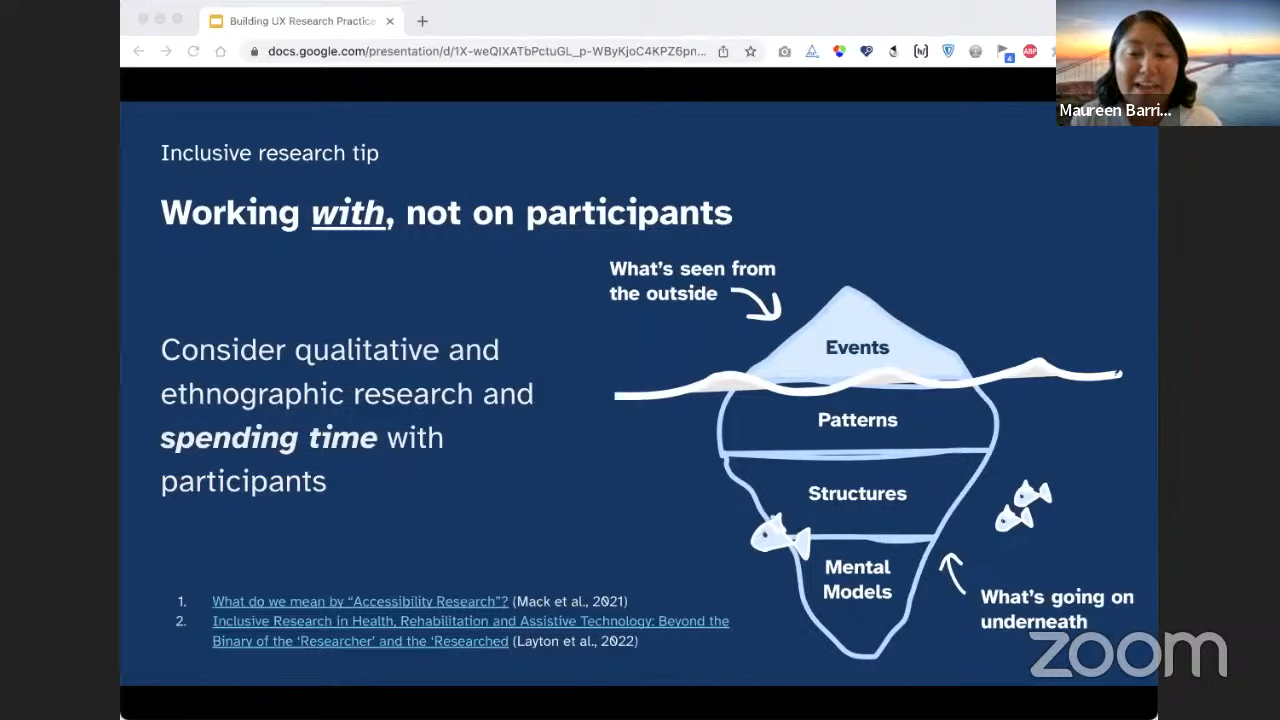 Building UX Research Practice
docs.google.com/presentation/d/1X-weQIXATbPctuGL_p-WByKjoC4KPZ6pn...
ABP
Maureen Barri...
Inclusive research tip
Working with, not on participants
What's seen from
the outside
Consider qualitative and
ethnographic research and
spending time with
participants
Events
Patterns
Structures
Mental
Models
What's going on
underneath
1. What do we mean by “Accessibility Research”? (Mack et al., 2021)
2. Inclusive Research in Health, Rehabilitation and Assistive Technology: Beyond the
Binary of the ‘Researcher’ and the ‘Researched (Layton et al., 2022)
zoom